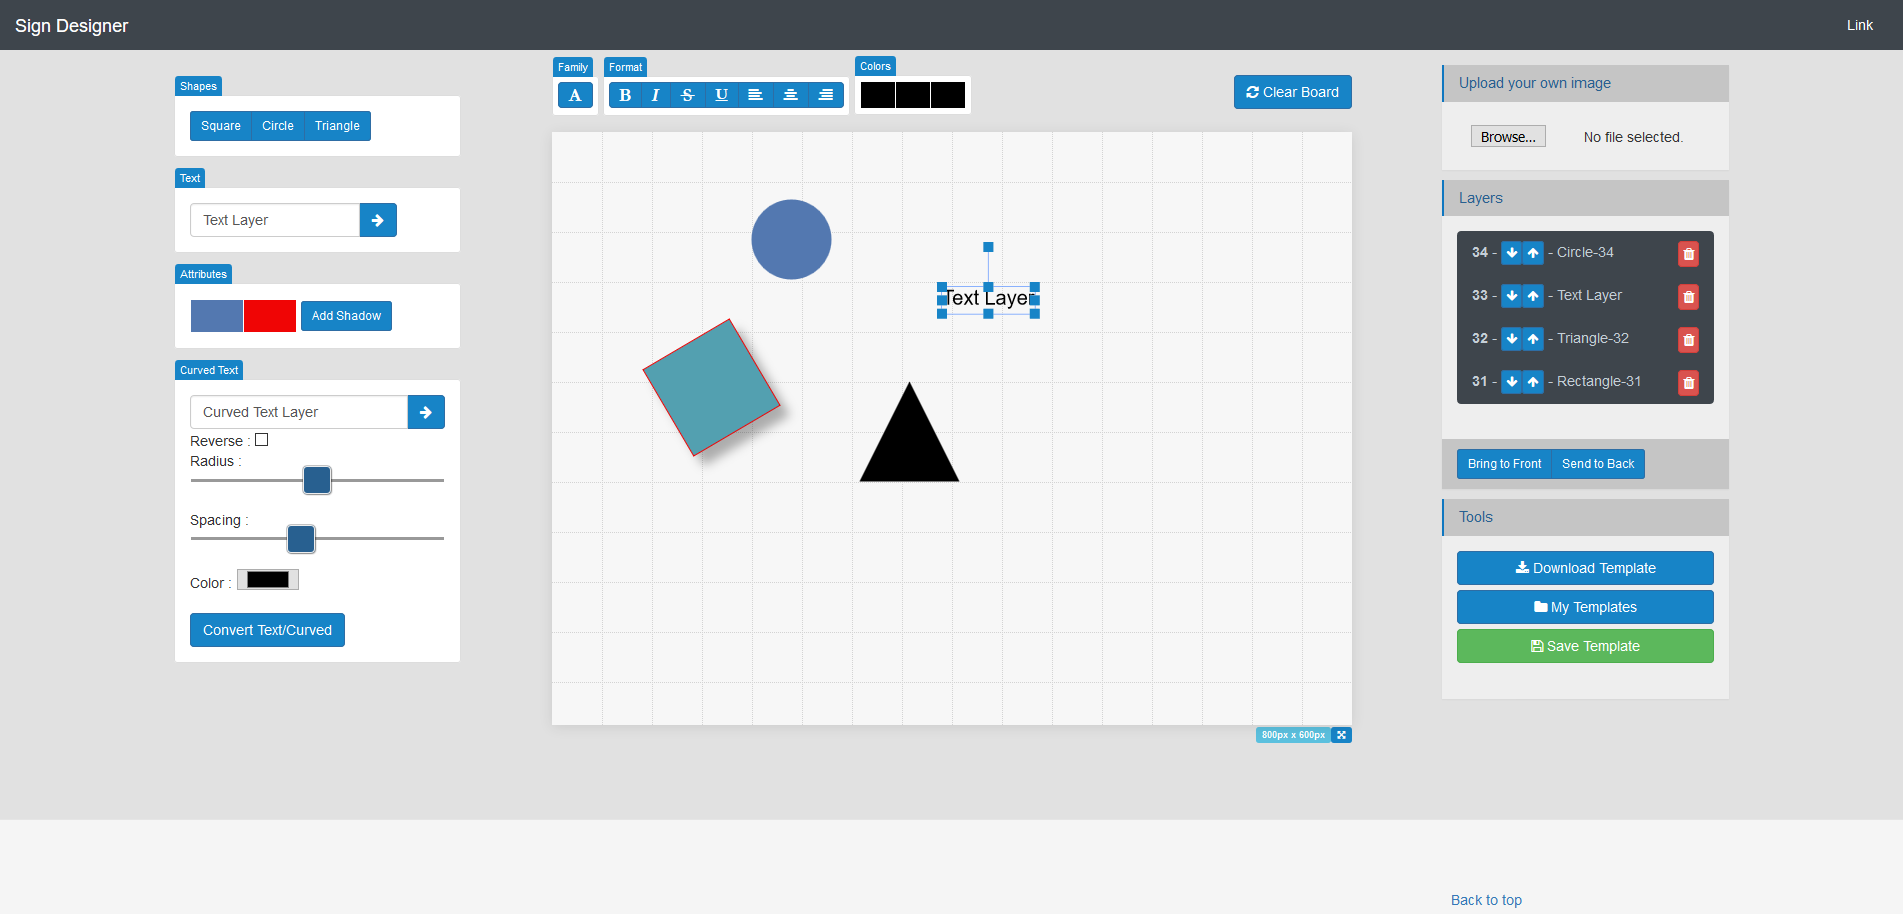 Sign Designer
Link
Shapes
Square Circle Triangle
Text
Text Layer
Attributes
Add Shadow
Curved Text
Curved Text Layer
Reverse :
Radius :
Spacing :
Color :
Convert Text/Curved
Family
A
Format
B I S U
Colors
Clear Board
Text Layer
800px x 600px
Upload your own image
Browse... No file selected.
Layers
34 - - Circle-34
33 - - Text Layer
32 - - Triangle-32
31 - - Rectangle-31
Bring to Front Send to Back
Tools
Download Template
My Templates
Save Template
Back to top